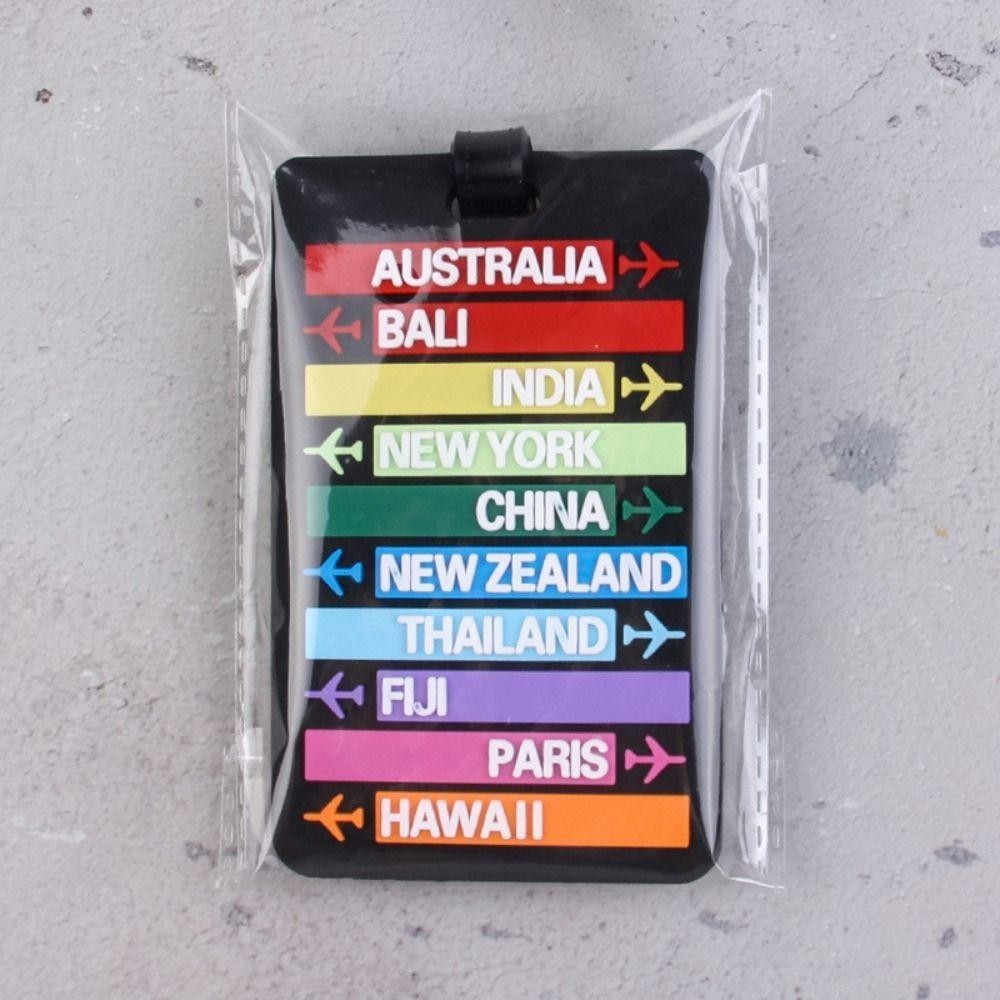 AUSTRALIA
BALI
INDIA
NEW YORK
CHINA
NEW ZEALAND
THAILAND
FIJI
PARIS
HAWAII